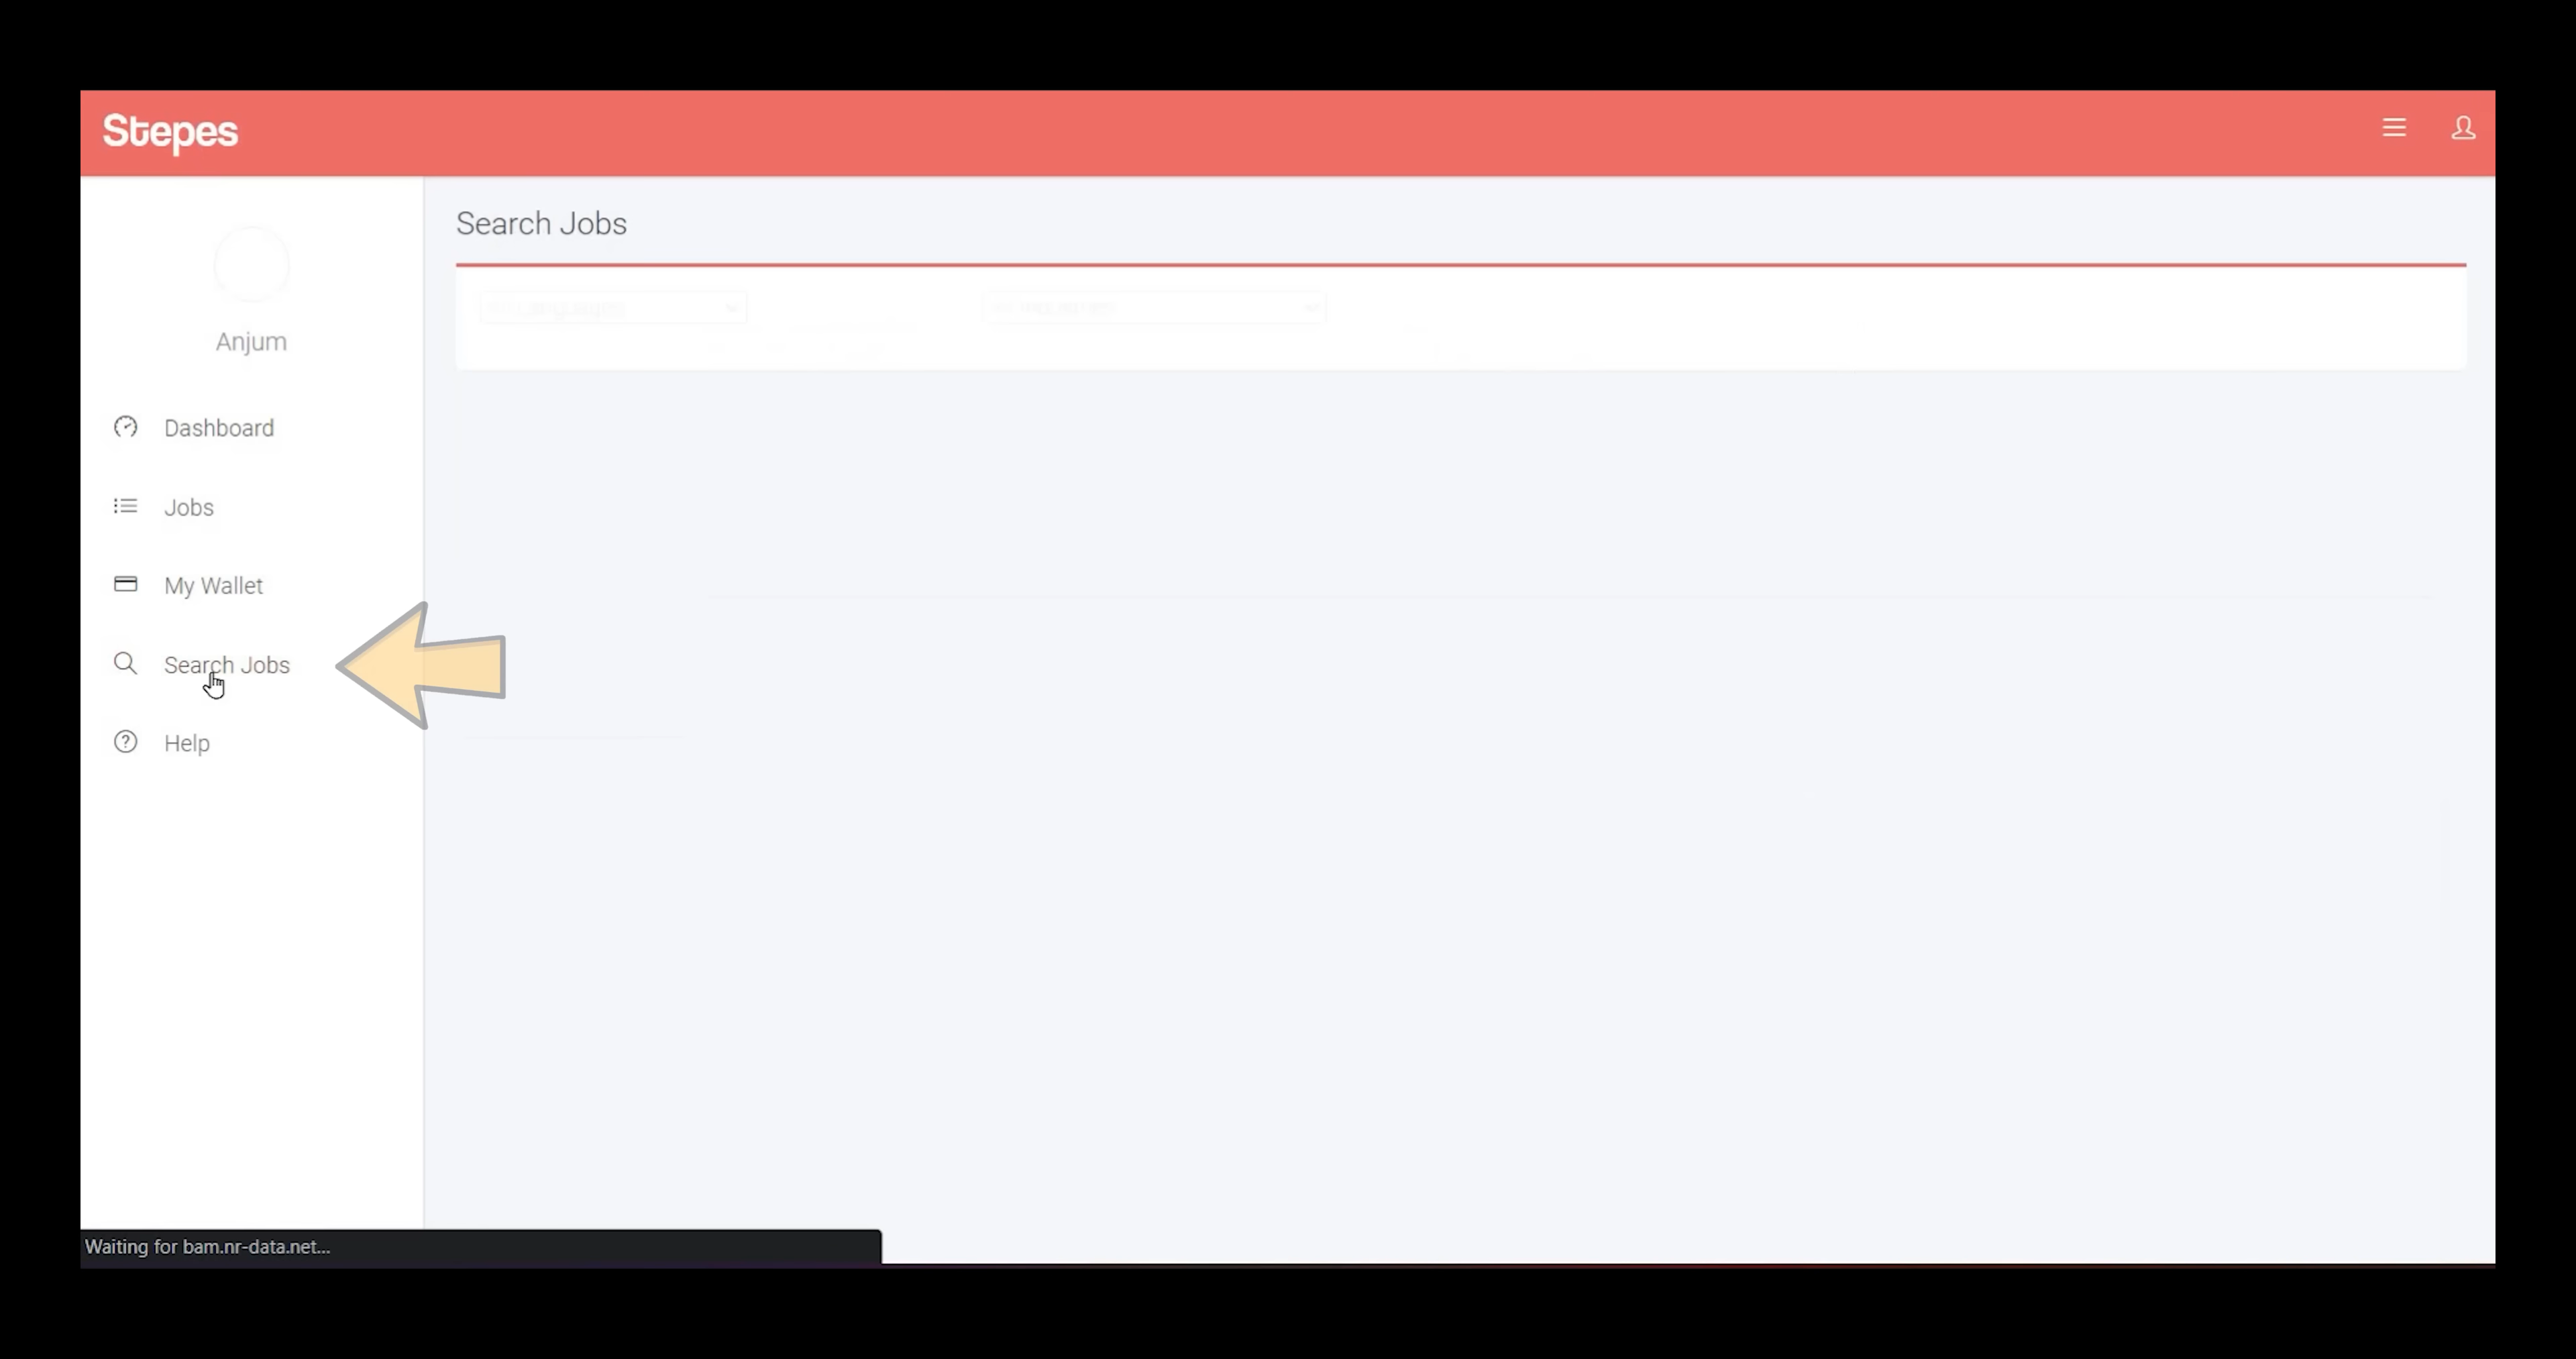 Stepes
Search Jobs
Anjum
Dashboard
Jobs
My Wallet
Search Jobs
Help
Waiting for bam.nr-data.net...